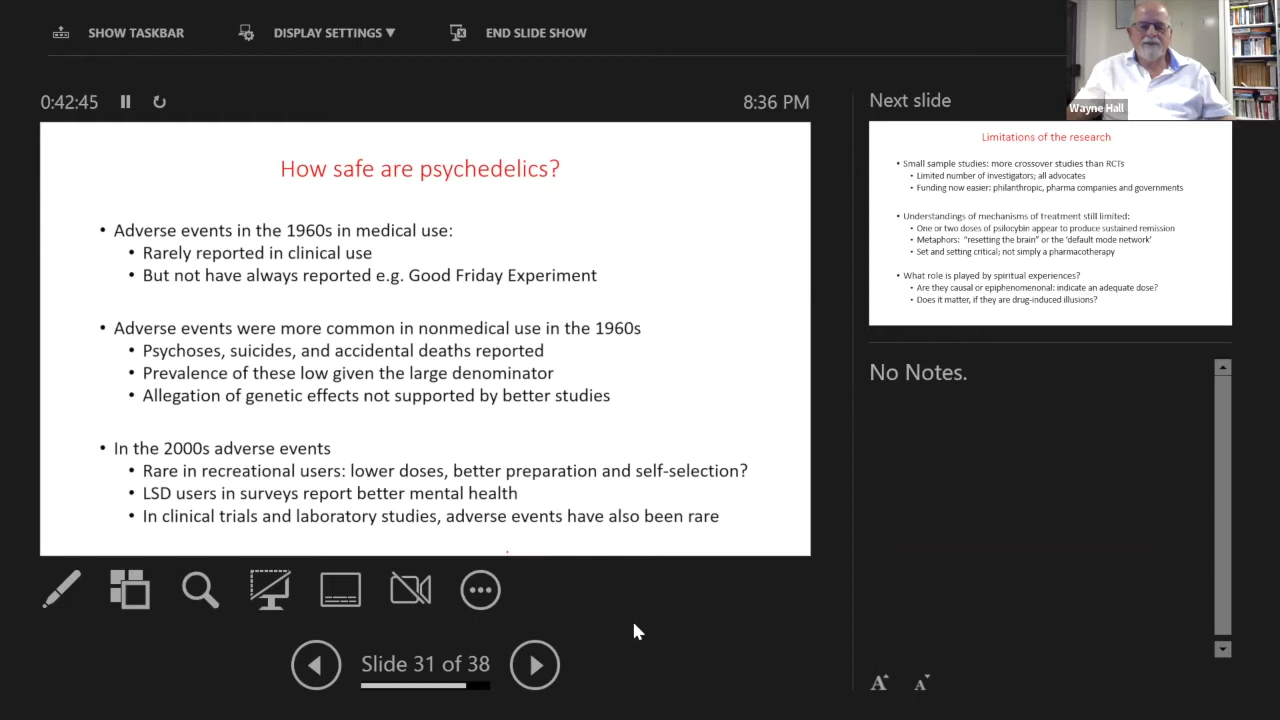 SHOW TASKBAR
DISPLAY SETTINGS ▼
END SLIDE SHOW
0:42:45
8:36 PM
How safe are psychedelics?
• Adverse events in the 1960s in medical use:
• Rarely reported in clinical use
• But not have always reported e.g. Good Friday Experiment
• Adverse events were more common in nonmedical use in the 1960s
• Psychoses, suicides, and accidental deaths reported
• Prevalence of these low given the large denominator
• Allegation of genetic effects not supported by better studies
• In the 2000s adverse events
• Rare in recreational users: lower doses, better preparation and self-selection?
• LSD users in surveys report better mental health
• In clinical trials and laboratory studies, adverse events have also been rare
Slide 31 of 38
Next slide
Wayne Hall
Limitations of the research
• Small sample studies: more crossover studies than RCTs
• Limited number of investigators; all advocates
• Funding now easier: philanthropic, pharma companies and governments
• Understandings of mechanisms of treatment still limited:
• One or two doses of psilocybin appear to produce sustained remission
• Metaphors: "resetting the brain" or the 'default mode network'
• Set and setting critical; not simply a pharmacotherapy
• What role is played by spiritual experiences?
• Are they causal or epiphenomenonal: indicate an adequate dose?
• Does it matter, if they are drug-induced illusions?
No Notes.
A A